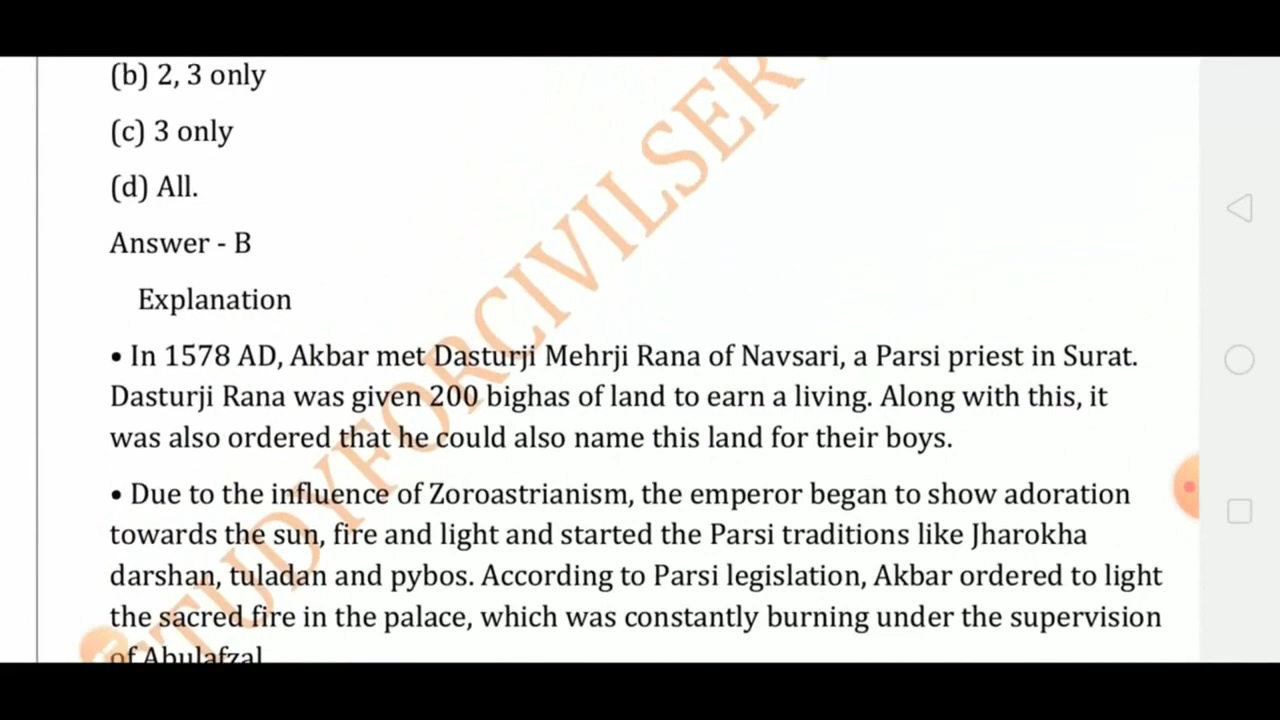 (b) 2, 3 only
(c) 3 only
(d) All.
Answer - B
Explanation
• In 1578 AD, Akbar met Dasturji Mehrji Rana of Navsari, a Parsi priest in Surat.
Dasturji Rana was given 200 bighas of land to earn a living. Along with this, it
was also ordered that he could also name this land for their boys.
• Due to the influence of Zoroastrianism, the emperor began to show adoration
towards the sun, fire and light and started the Parsi traditions like Jharokha
darshan, tuladan and pybos. According to Parsi legislation, Akbar ordered to light
the sacred fire in the palace, which was constantly burning under the supervision
of Abulafzal
TUDYFORCIVILSER